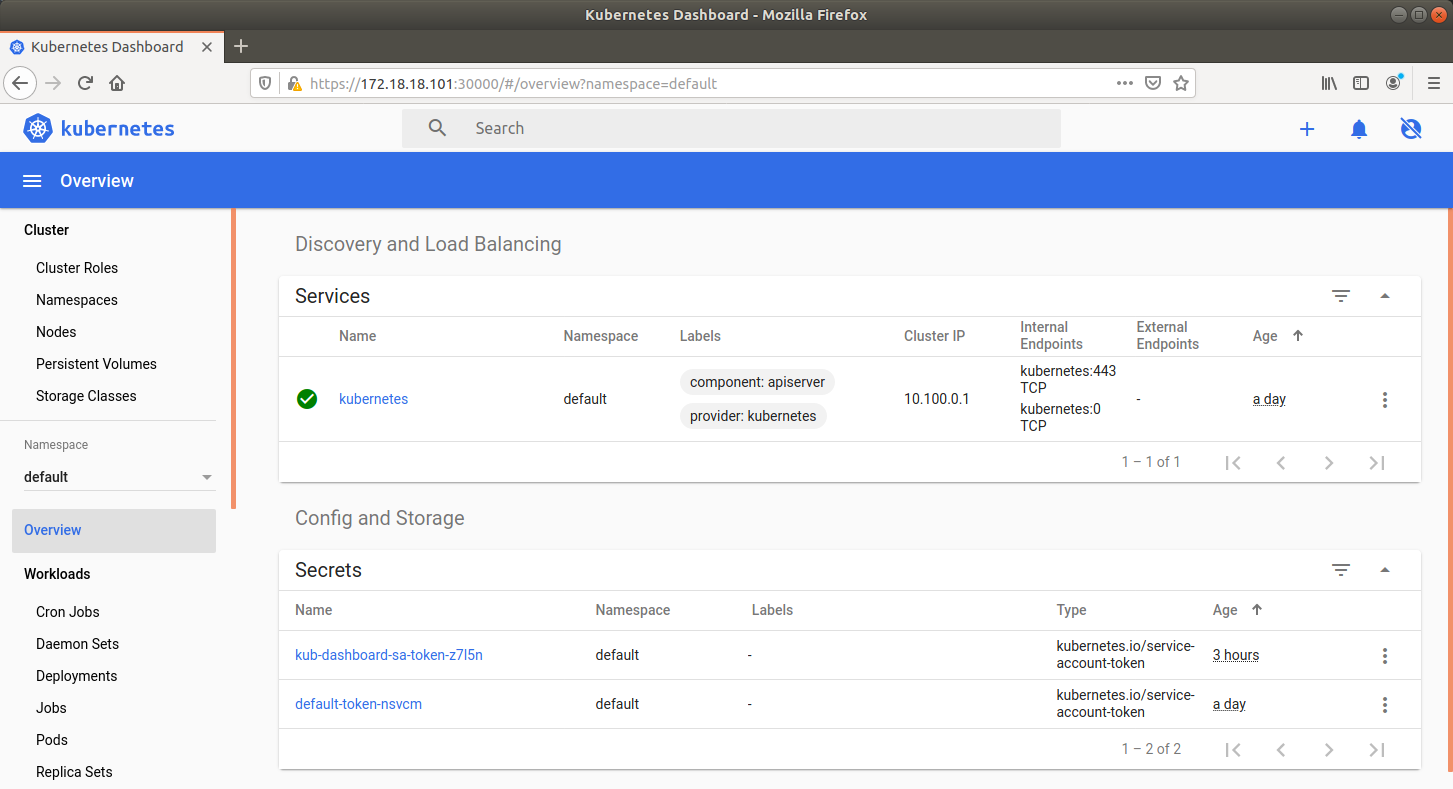 Kubernetes Dashboard - Mozilla Firefox
Kubernetes Dashboard
https://172.18.18.101:30000/#/overview?namespace=default
kubernetes
Search
Overview
Cluster
Cluster Roles
Namespaces
Nodes
Persistent Volumes
Storage Classes
Namespace
default
Overview
Workloads
Cron Jobs
Daemon Sets
Deployments
Jobs
Pods
Replica Sets
Discovery and Load Balancing
Services
Name Namespace Labels Cluster IP Internal Endpoints External Endpoints Age
kubernetes default component: apiserver provider: kubernetes 10.100.0.1 kubernetes:443 TCP kubernetes:0 TCP - a day
1 – 1 of 1
Config and Storage
Secrets
Name Namespace Labels Type Age
kub-dashboard-sa-token-z7l5n default - kubernetes.io/service-account-token 3 hours
default-token-nsvcm default - kubernetes.io/service-account-token a day
1 – 2 of 2